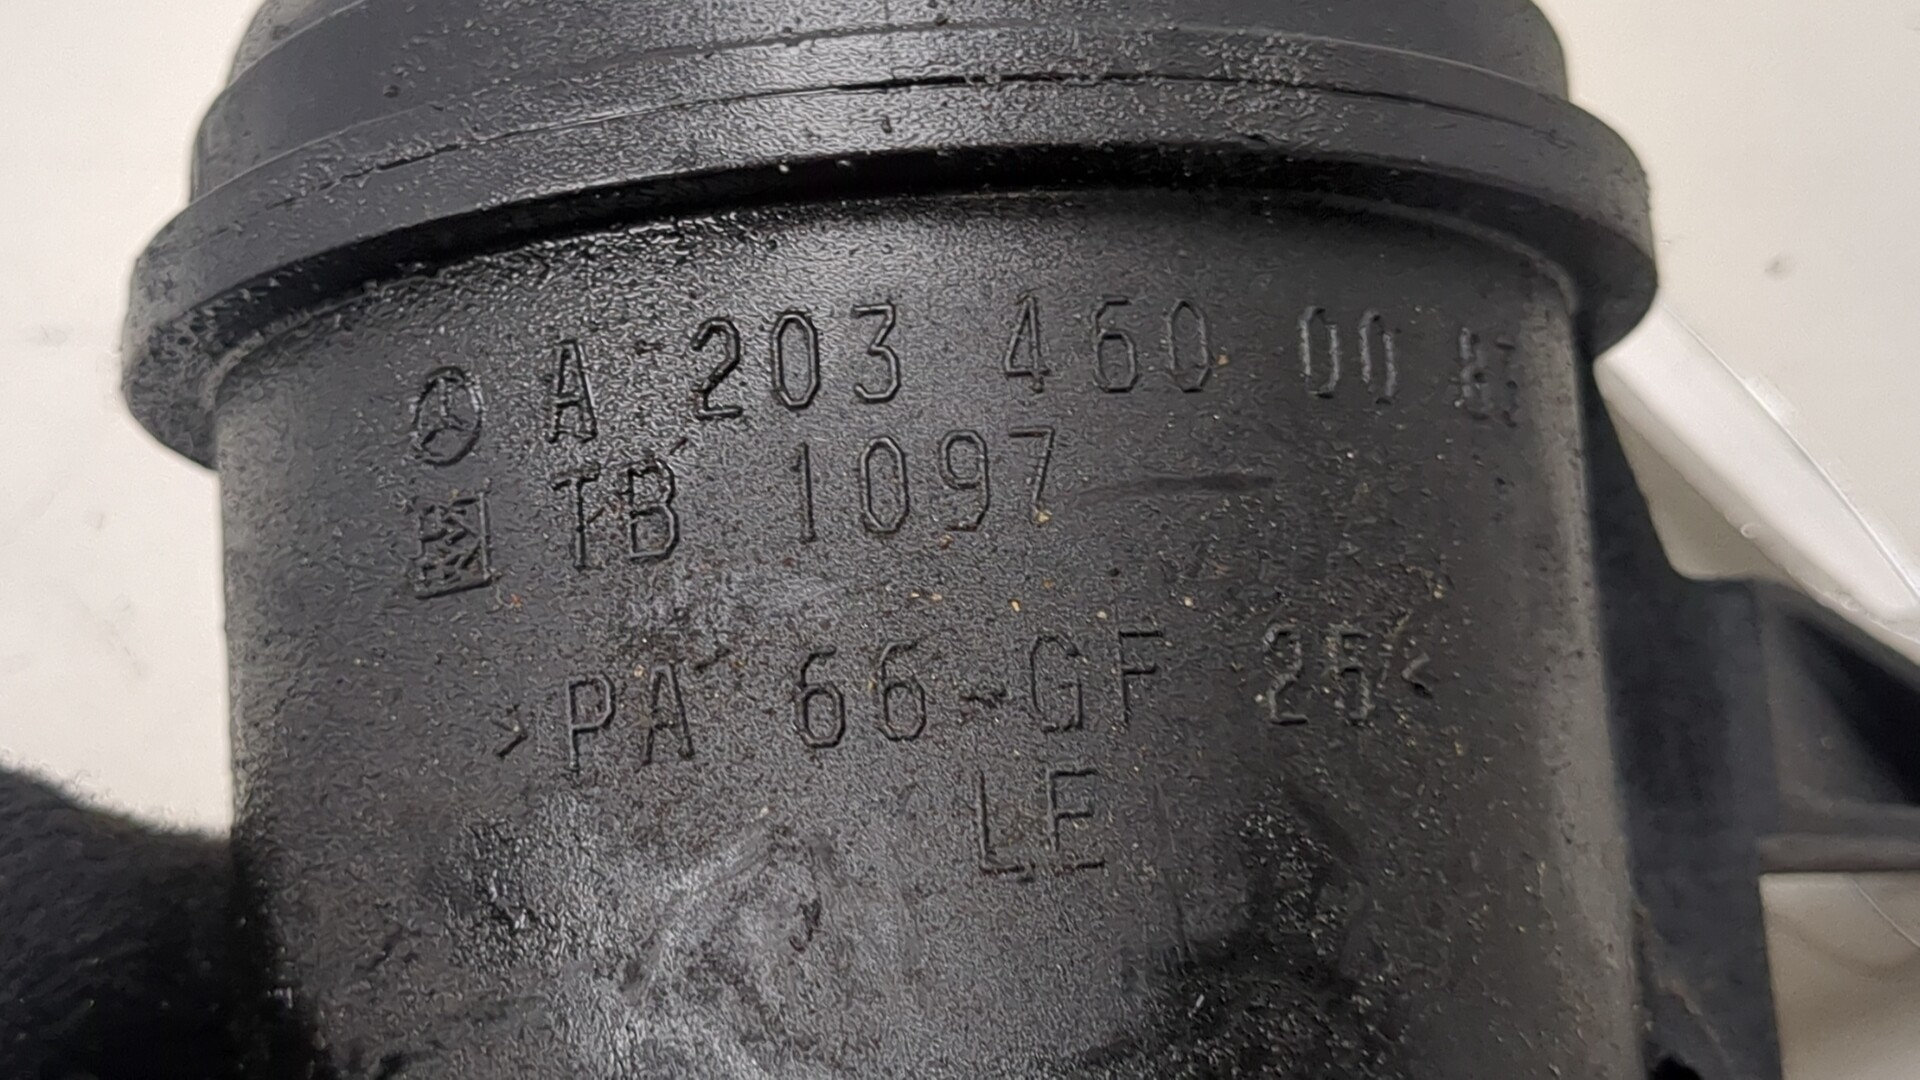 A 203 460 00
TB 1097
>PA 66-GF 25<
LE